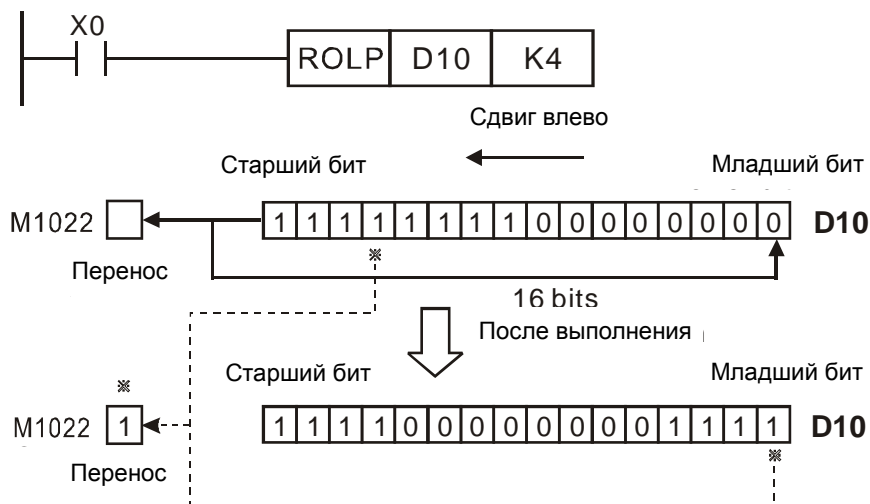 X0
ROLP D10 K4
Сдвиг влево
Старший бит Младший бит
M1022 1 1 1 1 1 1 1 1 0 0 0 0 0 0 0 0 D10
※
Перенос
16 bits
После выполнения
Старший бит Младший бит
※
M1022 1 1 1 1 1 0 0 0 0 0 0 0 0 1 1 1 1 D10
Перенос ※